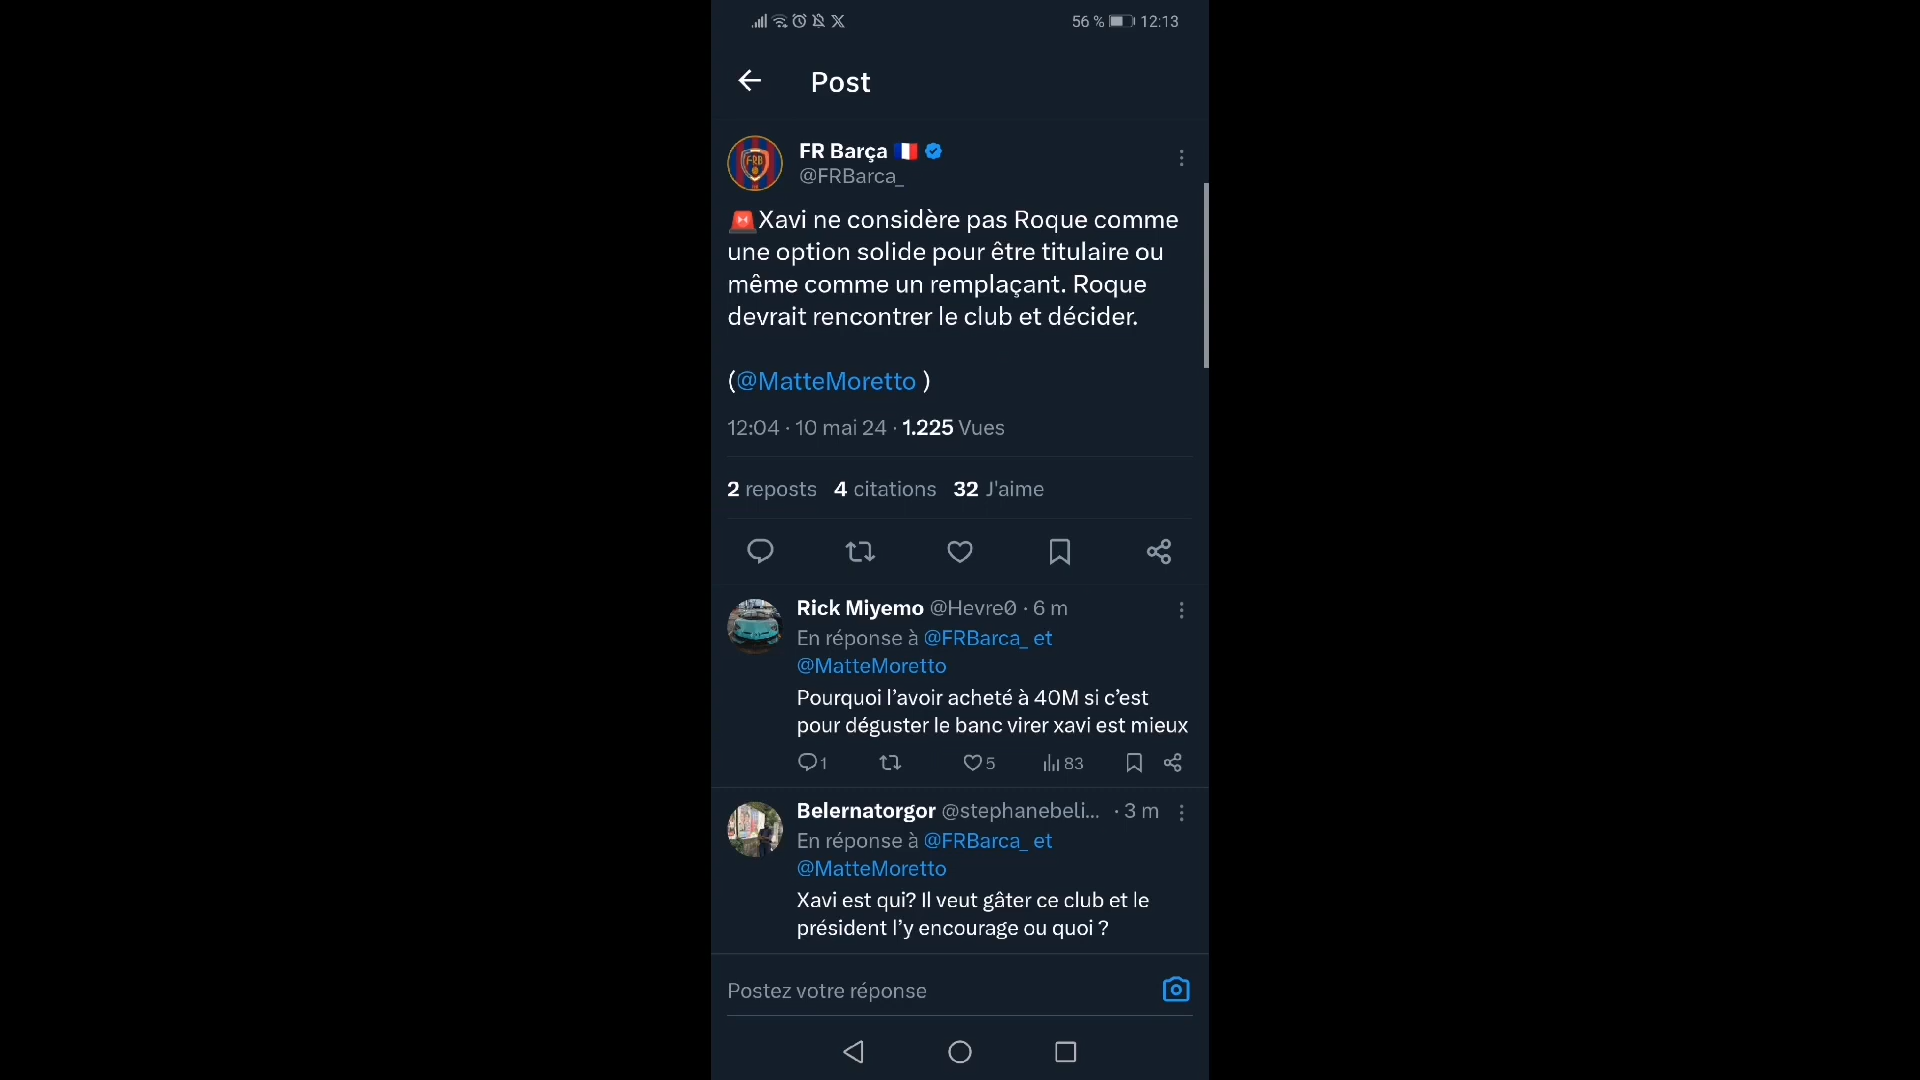 56 % 12:13
Post
FR Barça
@FRBarca_
FRB
Xavi ne considère pas Roque comme
une option solide pour être titulaire ou
même comme un remplaçant. Roque
devrait rencontrer le club et décider.
(@MatteMoretto )
12:04 · 10 mai 24 · 1.225 Vues
2 reposts 4 citations 32 J'aime
Rick Miyemo @Hevre0 · 6 m
En réponse à @FRBarca_ et
@MatteMoretto
Pourquoi l’avoir acheté à 40M si c’est
pour déguster le banc virer xavi est mieux
1 5 83
Belernatorgor @stephanebeli... · 3 m
En réponse à @FRBarca_ et
@MatteMoretto
Xavi est qui? Il veut gâter ce club et le
président l’y encourage ou quoi ?
Postez votre réponse